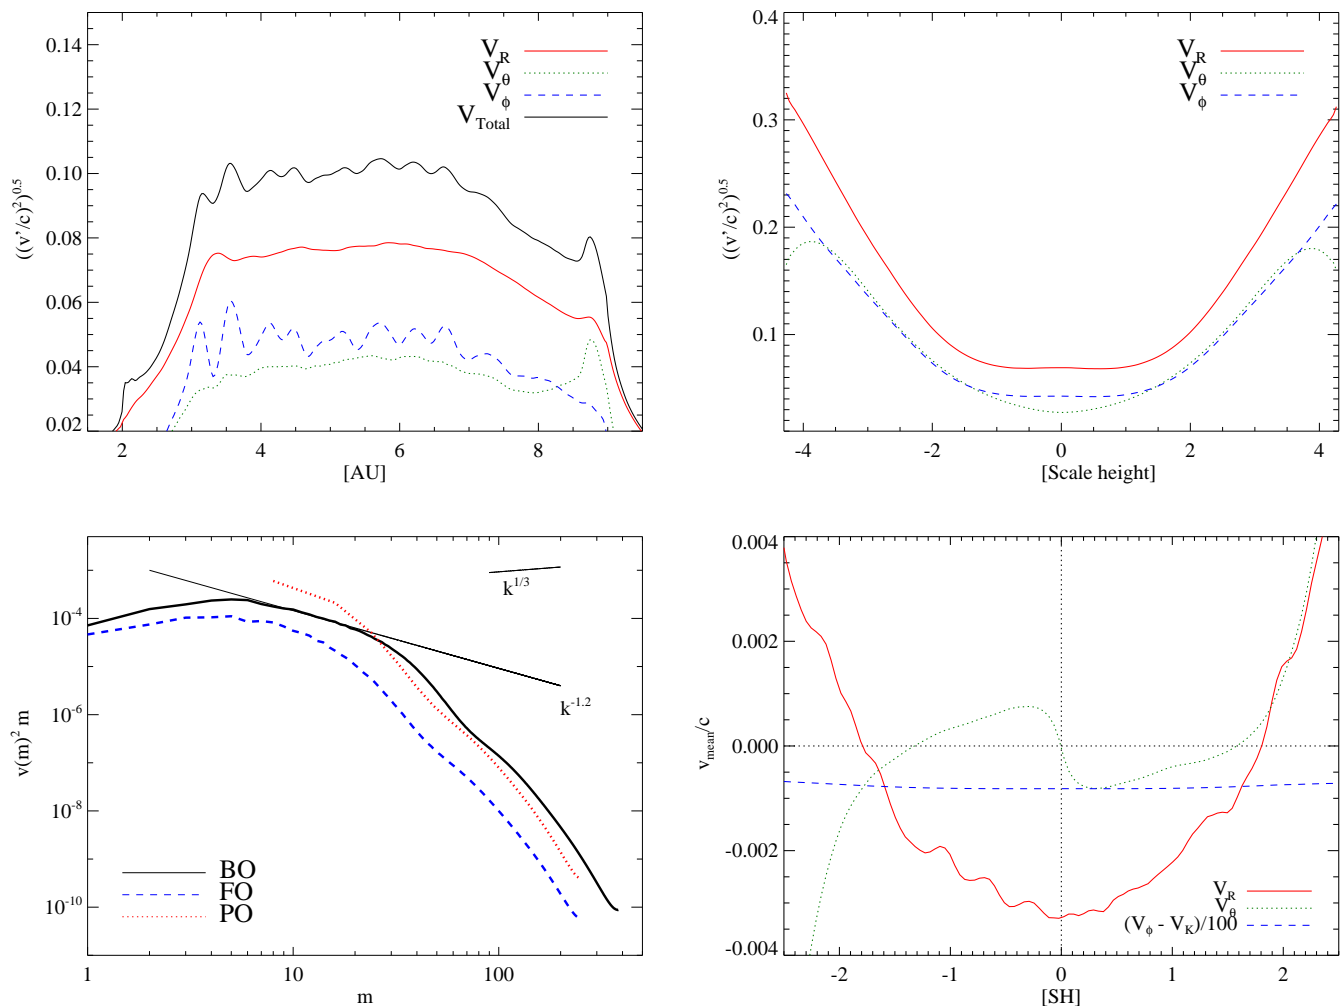 0.14
0.12
0.10
0.08
0.06
0.04
0.02
((v'/c)²)^0.5
V_R
V_θ
V_ϕ
V_Total
2 4 6 8
[AU]
0.4
0.3
0.2
0.1
((v'/c)²)^0.5
V_R
V_θ
V_ϕ
-4 -2 0 2 4
[Scale height]
10^-4
10^-6
10^-8
10^-10
v(m)² m
k^1/3
k^-1.2
BO
FO
PO
1 10 100
m
0.004
0.002
0.000
-0.002
-0.004
v_mean/c
V_R
V_θ
(V_ϕ - V_K)/100
-2 -1 0 1 2
[SH]